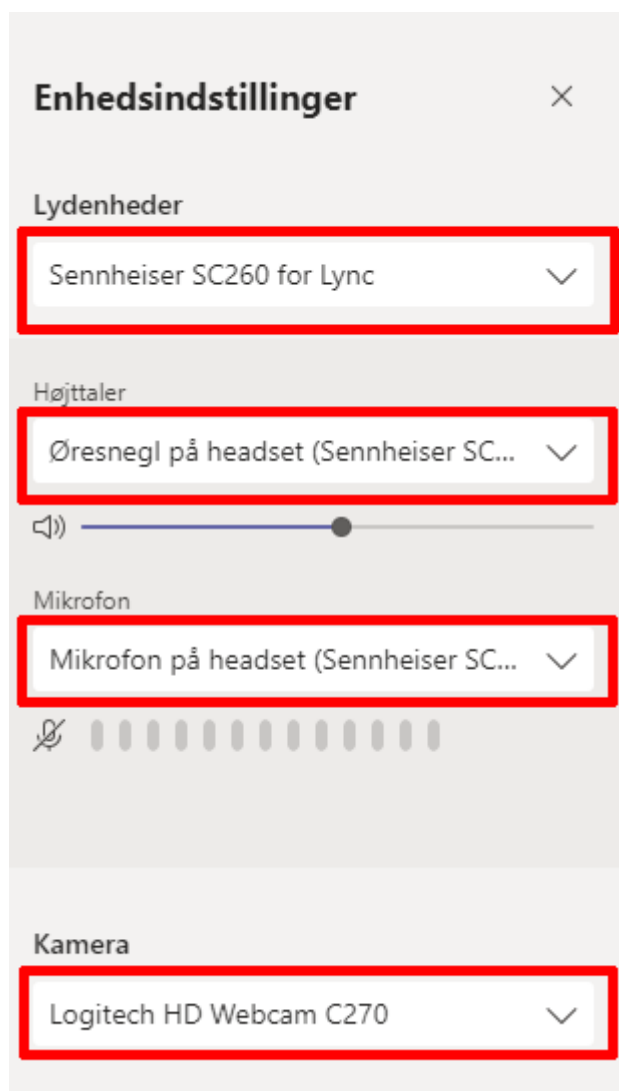 Enhedsindstillinger
Lydenheder
Sennheiser SC260 for Lync
Højttaler
Øresnegl på headset (Sennheiser SC...
Mikrofon
Mikrofon på headset (Sennheiser SC...
Kamera
Logitech HD Webcam C270